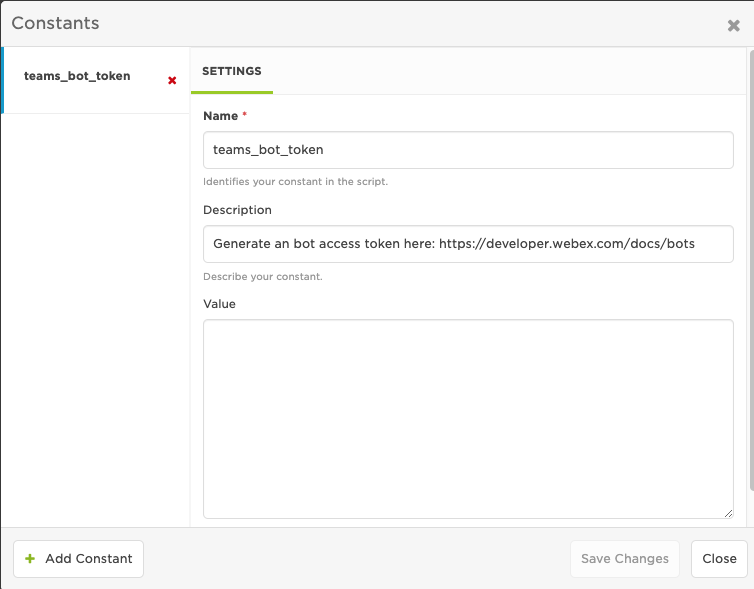 Constants
teams_bot_token
SETTINGS
Name *
teams_bot_token
Identifies your constant in the script.
Description
Generate an bot access token here: https://developer.webex.com/docs/bots
Describe your constant.
Value
Add Constant
Save Changes
Close